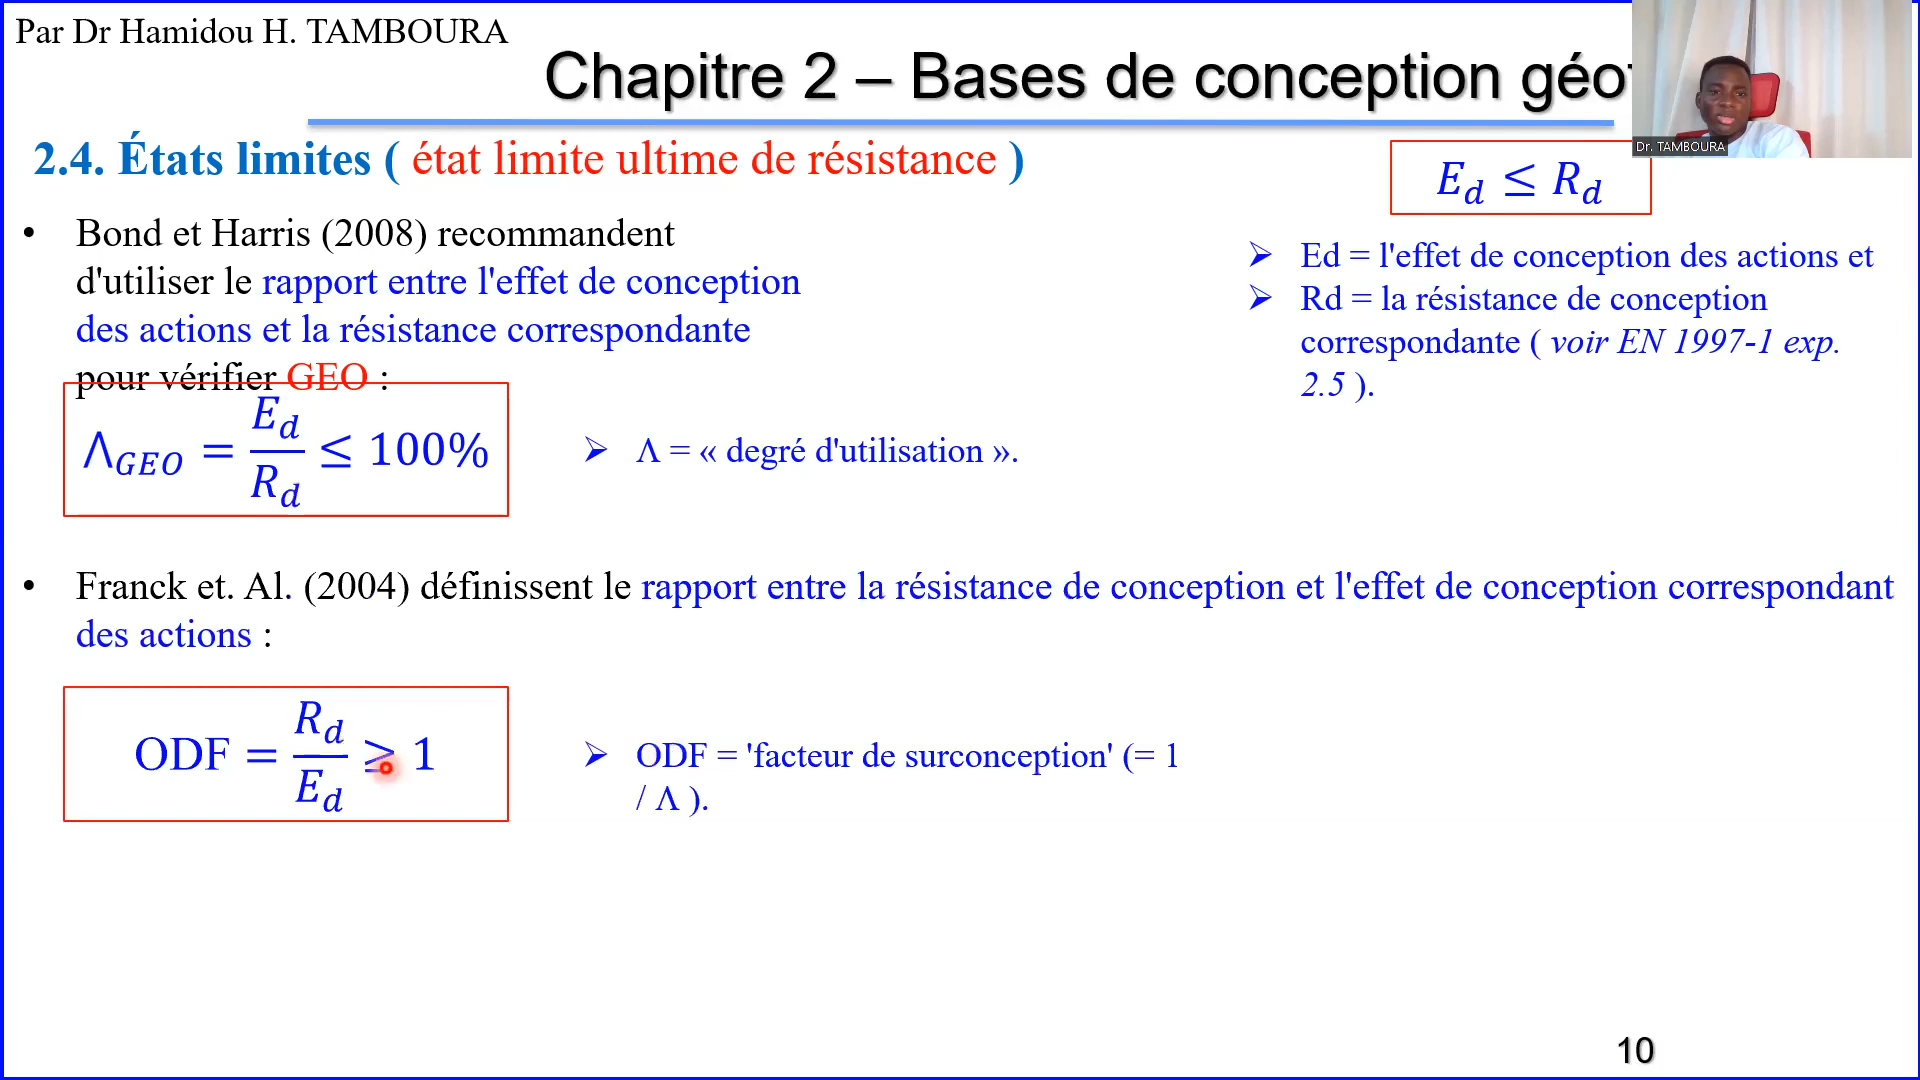 Par Dr Hamidou H. TAMBOURA
Chapitre 2 – Bases de conception
Dr. TAMBOURA
2.4. États limites ( état limite ultime de résistance )
E_d ≤ R_d
• Bond et Harris (2008) recommandent
d'utiliser le rapport entre l'effet de conception
des actions et la résistance correspondante
pour vérifier GEO :
➢ Ed = l'effet de conception des actions et
➢ Rd = la résistance de conception
correspondante ( voir EN 1997-1 exp.
2.5 ).
Λ_GEO = E_d / R_d ≤ 100%
➢ Λ = « degré d'utilisation ».
• Franck et. Al. (2004) définissent le rapport entre la résistance de conception et l'effet de conception correspondant
des actions :
ODF = R_d / E_d ≥ 1
➢ ODF = 'facteur de surconception' (= 1
/ Λ ).
10